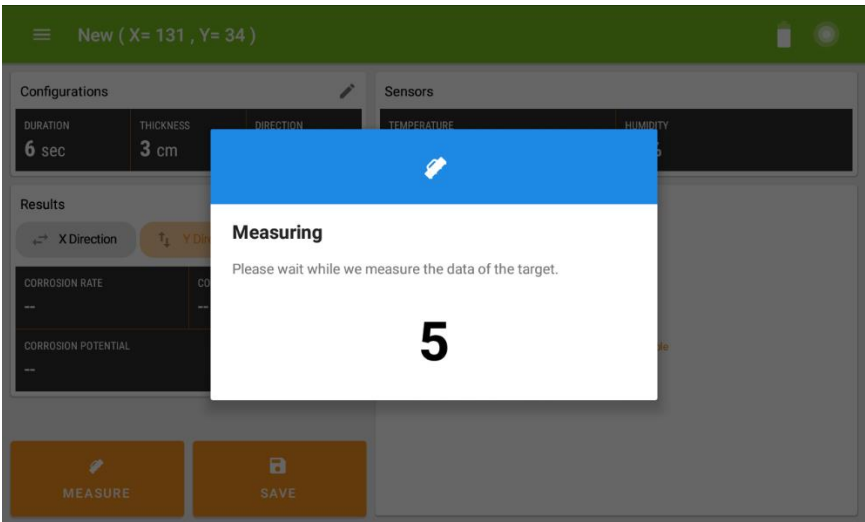 New ( X= 131 , Y= 34 )
Configurations
Sensors
DURATION
THICKNESS
DIRECTION
TEMPERATURE
HUMIDITY
6 sec
3 cm
Measuring
Please wait while we measure the data of the target.
5
Results
X Direction
CORROSION RATE
--
--
CORROSION POTENTIAL
--
MEASURE
SAVE